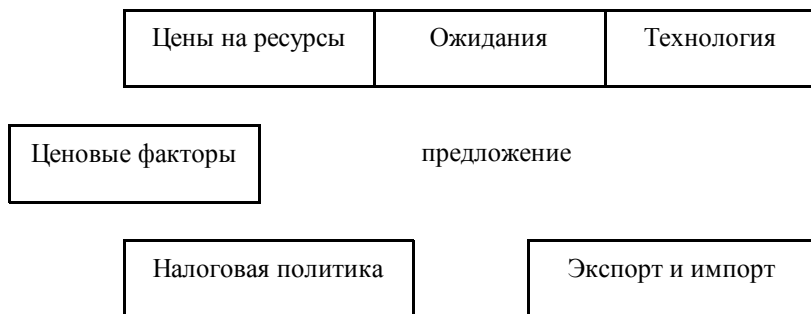 Цены на ресурсы Ожидания Технология
Ценовые факторы предложение
Налоговая политика Экспорт и импорт